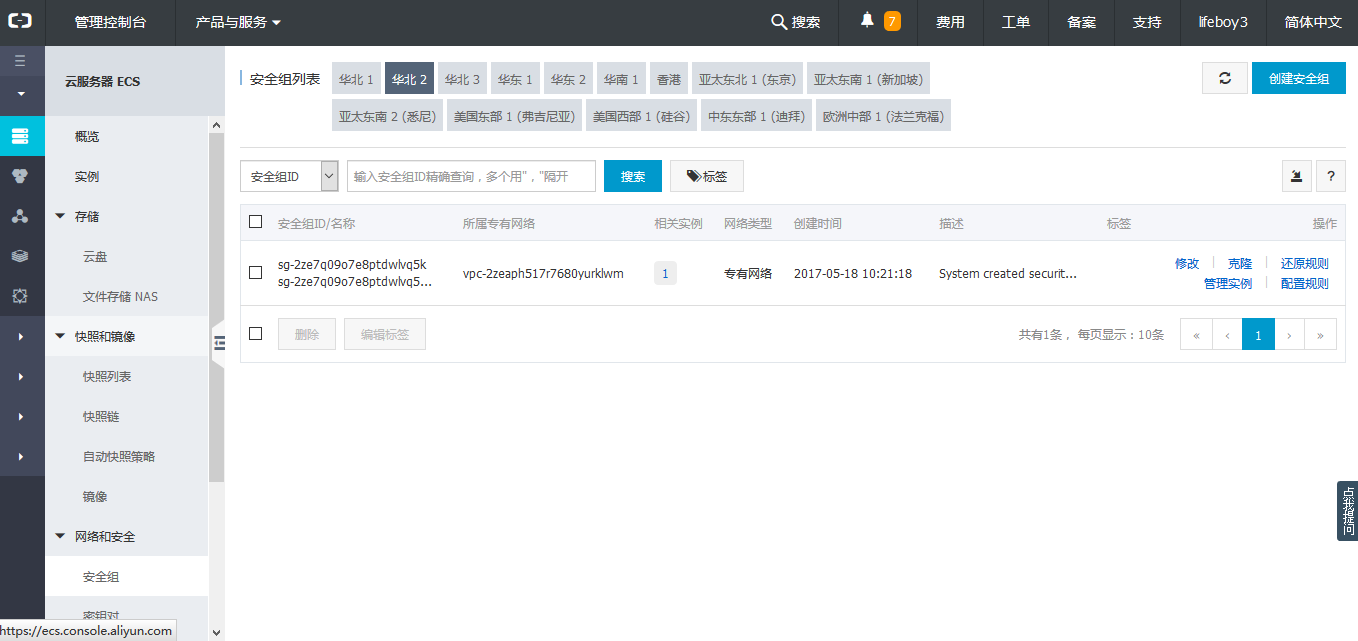 管理控制台 产品与服务 搜索 7 费用 工单 备案 支持 lifeboy3 简体中文
云服务器 ECS
概览
实例
存储
云盘
文件存储 NAS
快照和镜像
快照列表
快照链
自动快照策略
镜像
网络和安全
安全组
密钥对
https://ecs.console.aliyun.com
安全组列表 华北 1 华北 2 华北 3 华东 1 华东 2 华南 1 香港 亚太东北 1 (东京) 亚太东南 1 (新加坡)
亚太东南 2 (悉尼) 美国东部 1 (弗吉尼亚) 美国西部 1 (硅谷) 中东东部 1 (迪拜) 欧洲中部 1 (法兰克福)
创建安全组
安全组ID 输入安全组ID精确查询，多个用","隔开 搜索 标签 ?
安全组ID/名称 所属专有网络 相关实例 网络类型 创建时间 描述 标签 操作
sg-2ze7q09o7e8ptdwlvq5k
sg-2ze7q09o7e8ptdwlvq5...
vpc-2zeaph517r7680yurklwm 1 专有网络 2017-05-18 10:21:18 System created securit...
修改 克隆 还原规则
管理实例 配置规则
删除 编辑标签 共有1条， 每页显示：10条 « ‹ 1 › »
点我提问